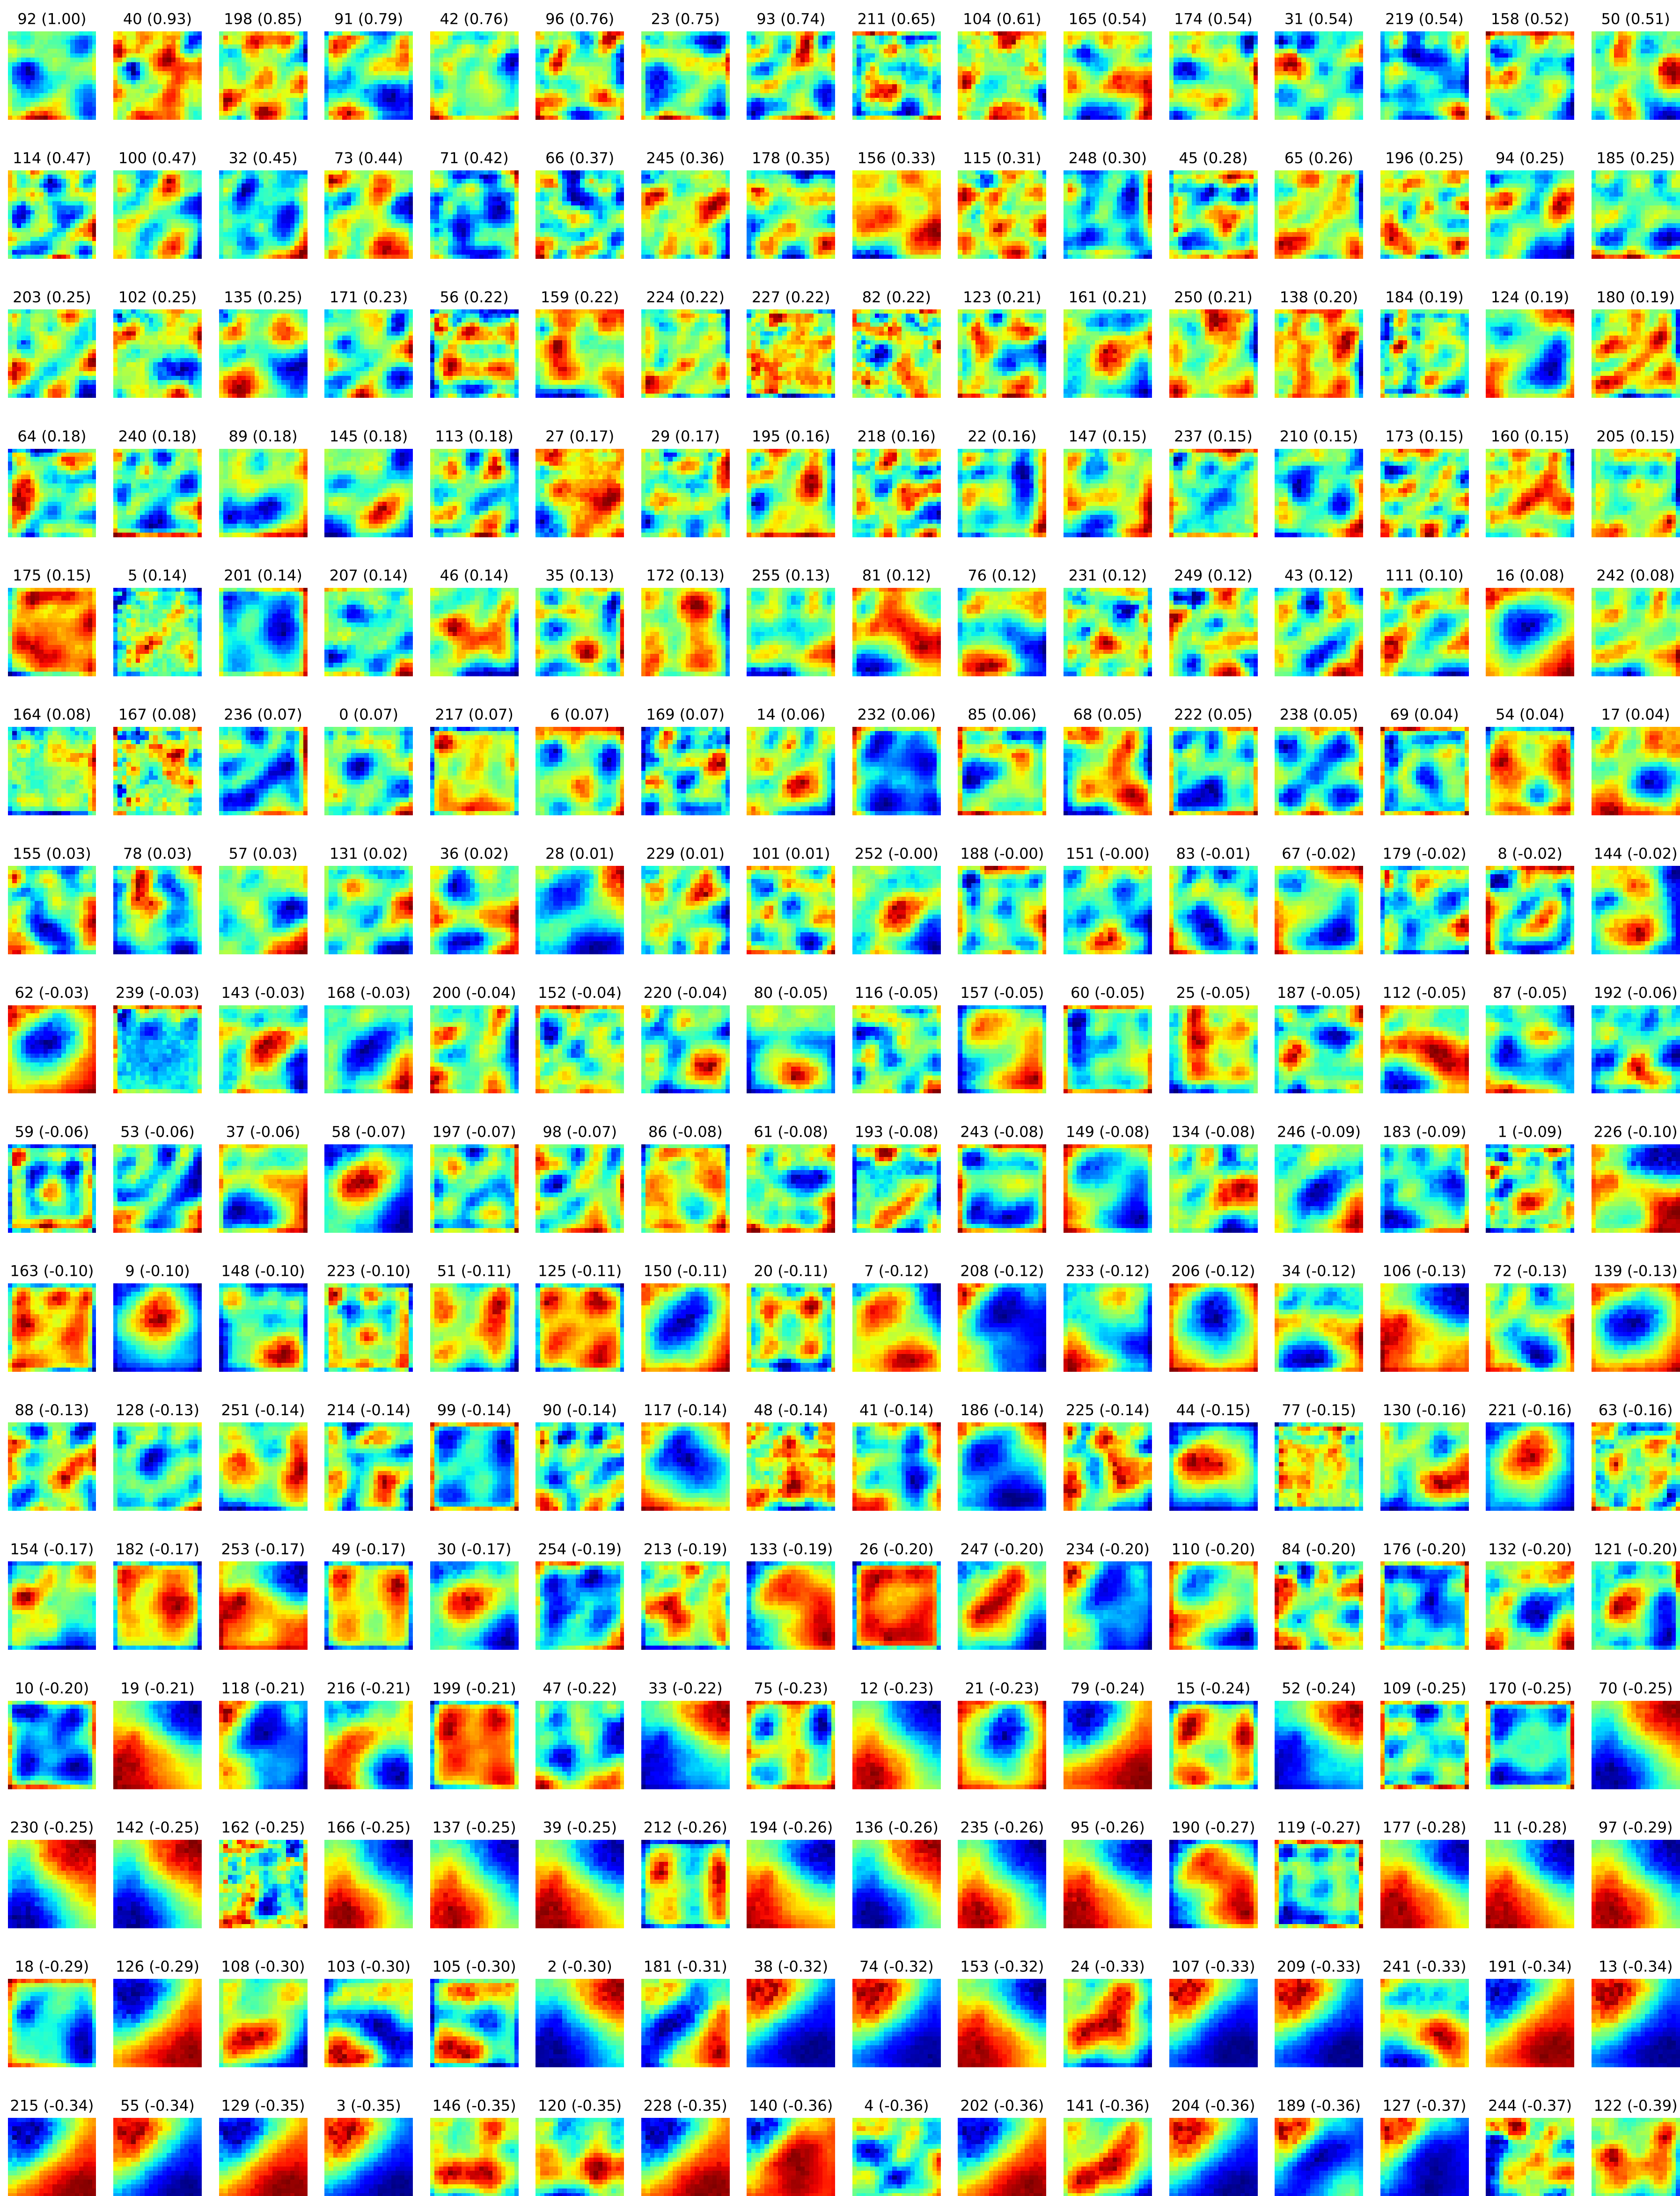 92 (1.00) 40 (0.93) 198 (0.85) 91 (0.79) 42 (0.76) 96 (0.76) 23 (0.75) 93 (0.74) 211 (0.65) 104 (0.61) 165 (0.54) 174 (0.54) 31 (0.54) 219 (0.54) 158 (0.52) 50 (0.51)
114 (0.47) 100 (0.47) 32 (0.45) 73 (0.44) 71 (0.42) 66 (0.37) 245 (0.36) 178 (0.35) 156 (0.33) 115 (0.31) 248 (0.30) 45 (0.28) 65 (0.26) 196 (0.25) 94 (0.25) 185 (0.25)
203 (0.25) 102 (0.25) 135 (0.25) 171 (0.23) 56 (0.22) 159 (0.22) 224 (0.22) 227 (0.22) 82 (0.22) 123 (0.21) 161 (0.21) 250 (0.21) 138 (0.20) 184 (0.19) 124 (0.19) 180 (0.19)
64 (0.18) 240 (0.18) 89 (0.18) 145 (0.18) 113 (0.18) 27 (0.17) 29 (0.17) 195 (0.16) 218 (0.16) 22 (0.16) 147 (0.15) 237 (0.15) 210 (0.15) 173 (0.15) 160 (0.15) 205 (0.15)
175 (0.15) 5 (0.14) 201 (0.14) 207 (0.14) 46 (0.14) 35 (0.13) 172 (0.13) 255 (0.13) 81 (0.12) 76 (0.12) 231 (0.12) 249 (0.12) 43 (0.12) 111 (0.10) 16 (0.08) 242 (0.08)
164 (0.08) 167 (0.08) 236 (0.07) 0 (0.07) 217 (0.07) 6 (0.07) 169 (0.07) 14 (0.06) 232 (0.06) 85 (0.06) 68 (0.05) 222 (0.05) 238 (0.05) 69 (0.04) 54 (0.04) 17 (0.04)
155 (0.03) 78 (0.03) 57 (0.03) 131 (0.02) 36 (0.02) 28 (0.01) 229 (0.01) 101 (0.01) 252 (-0.00) 188 (-0.00) 151 (-0.00) 83 (-0.01) 67 (-0.02) 179 (-0.02) 8 (-0.02) 144 (-0.02)
62 (-0.03) 239 (-0.03) 143 (-0.03) 168 (-0.03) 200 (-0.04) 152 (-0.04) 220 (-0.04) 80 (-0.05) 116 (-0.05) 157 (-0.05) 60 (-0.05) 25 (-0.05) 187 (-0.05) 112 (-0.05) 87 (-0.05) 192 (-0.06)
59 (-0.06) 53 (-0.06) 37 (-0.06) 58 (-0.07) 197 (-0.07) 98 (-0.07) 86 (-0.08) 61 (-0.08) 193 (-0.08) 243 (-0.08) 149 (-0.08) 134 (-0.08) 246 (-0.09) 183 (-0.09) 1 (-0.09) 226 (-0.10)
163 (-0.10) 9 (-0.10) 148 (-0.10) 223 (-0.10) 51 (-0.11) 125 (-0.11) 150 (-0.11) 20 (-0.11) 7 (-0.12) 208 (-0.12) 233 (-0.12) 206 (-0.12) 34 (-0.12) 106 (-0.13) 72 (-0.13) 139 (-0.13)
88 (-0.13) 128 (-0.13) 251 (-0.14) 214 (-0.14) 99 (-0.14) 90 (-0.14) 117 (-0.14) 48 (-0.14) 41 (-0.14) 186 (-0.14) 225 (-0.14) 44 (-0.15) 77 (-0.15) 130 (-0.16) 221 (-0.16) 63 (-0.16)
154 (-0.17) 182 (-0.17) 253 (-0.17) 49 (-0.17) 30 (-0.17) 254 (-0.19) 213 (-0.19) 133 (-0.19) 26 (-0.20) 247 (-0.20) 234 (-0.20) 110 (-0.20) 84 (-0.20) 176 (-0.20) 132 (-0.20) 121 (-0.20)
10 (-0.20) 19 (-0.21) 118 (-0.21) 216 (-0.21) 199 (-0.21) 47 (-0.22) 33 (-0.22) 75 (-0.23) 12 (-0.23) 21 (-0.23) 79 (-0.24) 15 (-0.24) 52 (-0.24) 109 (-0.25) 170 (-0.25) 70 (-0.25)
230 (-0.25) 142 (-0.25) 162 (-0.25) 166 (-0.25) 137 (-0.25) 39 (-0.25) 212 (-0.26) 194 (-0.26) 136 (-0.26) 235 (-0.26) 95 (-0.26) 190 (-0.27) 119 (-0.27) 177 (-0.28) 11 (-0.28) 97 (-0.29)
18 (-0.29) 126 (-0.29) 108 (-0.30) 103 (-0.30) 105 (-0.30) 2 (-0.30) 181 (-0.31) 38 (-0.32) 74 (-0.32) 153 (-0.32) 24 (-0.33) 107 (-0.33) 209 (-0.33) 241 (-0.33) 191 (-0.34) 13 (-0.34)
215 (-0.34) 55 (-0.34) 129 (-0.35) 3 (-0.35) 146 (-0.35) 120 (-0.35) 228 (-0.35) 140 (-0.36) 4 (-0.36) 202 (-0.36) 141 (-0.36) 204 (-0.36) 189 (-0.36) 127 (-0.37) 244 (-0.37) 122 (-0.39)